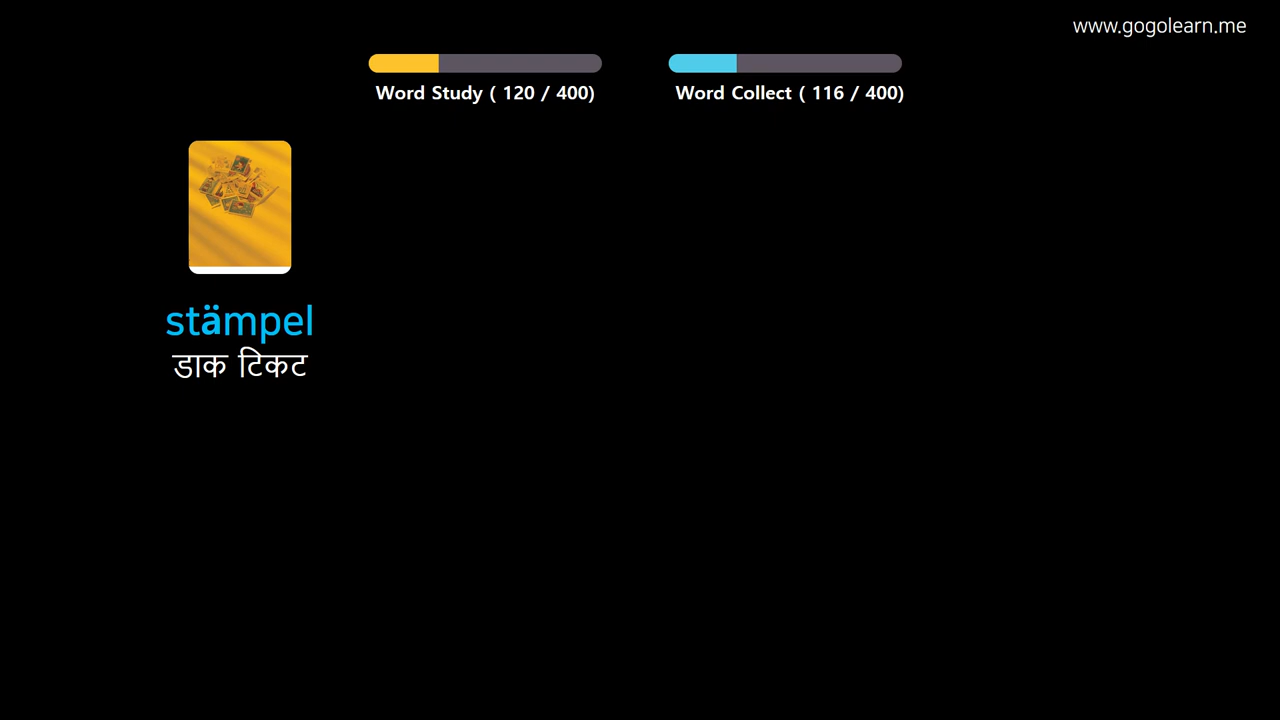 www.gogolearn.me
Word Study ( 120 / 400)
Word Collect ( 116 / 400)
stämpel
डाक टिकट